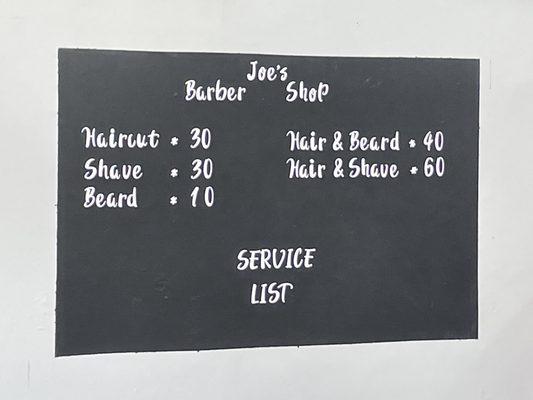 Joe's
Barber Shop
Haircut * 30
Shave * 30
Beard * 10
Hair & Beard * 40
Hair & Shave * 60
SERVICE
LIST